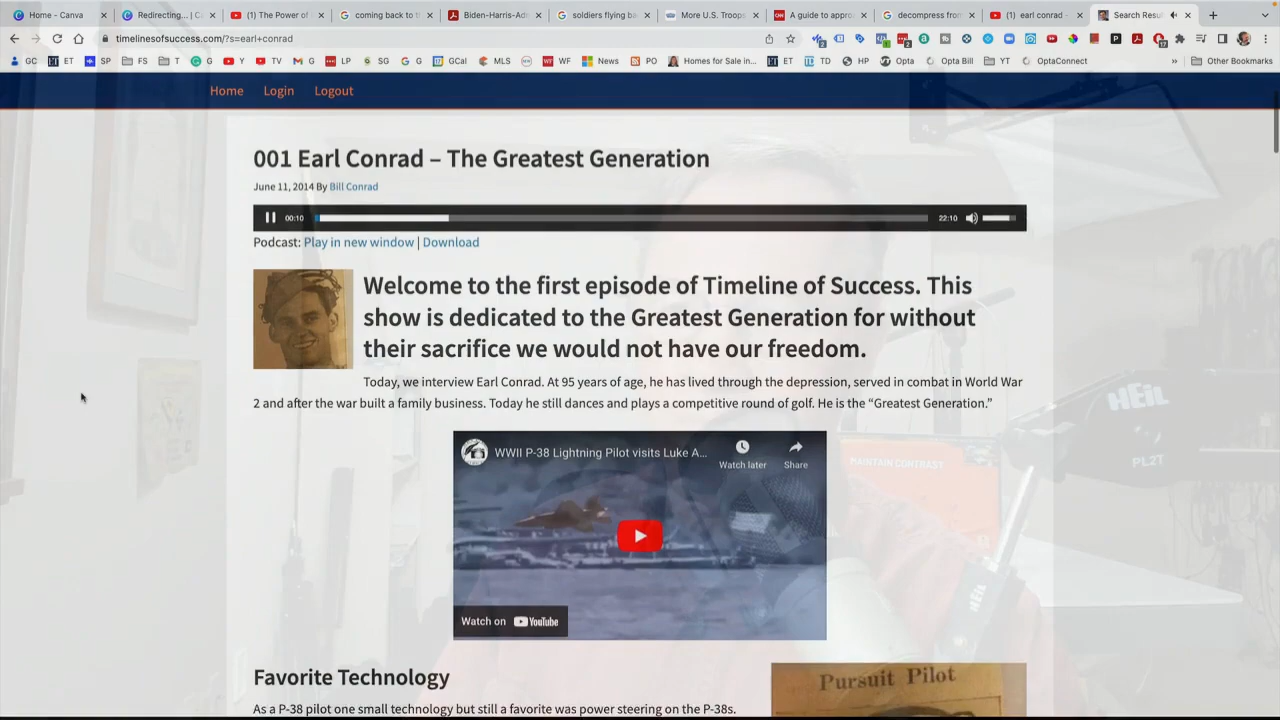 Home - Canva
Redirecting... | C
(1) The Power of
coming back to t
Biden-Harris-Adr
soldiers flying ba
More U.S. Troops
A guide to appro
decompress from
(1) earl conrad -
Search Resul
timelinesofsuccess.com/?s=earl+conrad
GC
ET
SP
FS
T
G
Y
TV
G
LP
SG
G
GCal
MLS
WF
News
PO
Homes for Sale in...
ET
TD
HP
Opta
Opta Bill
YT
OptaConnect
»
Other Bookmarks
Home
Login
Logout
001 Earl Conrad – The Greatest Generation
June 11, 2014 By Bill Conrad
00:10
22:10
Podcast: Play in new window | Download
Welcome to the first episode of Timeline of Success. This
show is dedicated to the Greatest Generation for without
their sacrifice we would not have our freedom.
Today, we interview Earl Conrad. At 95 years of age, he has lived through the depression, served in combat in World War
2 and after the war built a family business. Today he still dances and plays a competitive round of golf. He is the “Greatest Generation.”
WWII P-38 Lightning Pilot visits Luke A...
Watch later
Share
HEIL
MAINTAIN CONTRAST
PL2T
HEIL
Watch on YouTube
Favorite Technology
Pursuit Pilot
As a P-38 pilot one small technology but still a favorite was power steering on the P-38s.